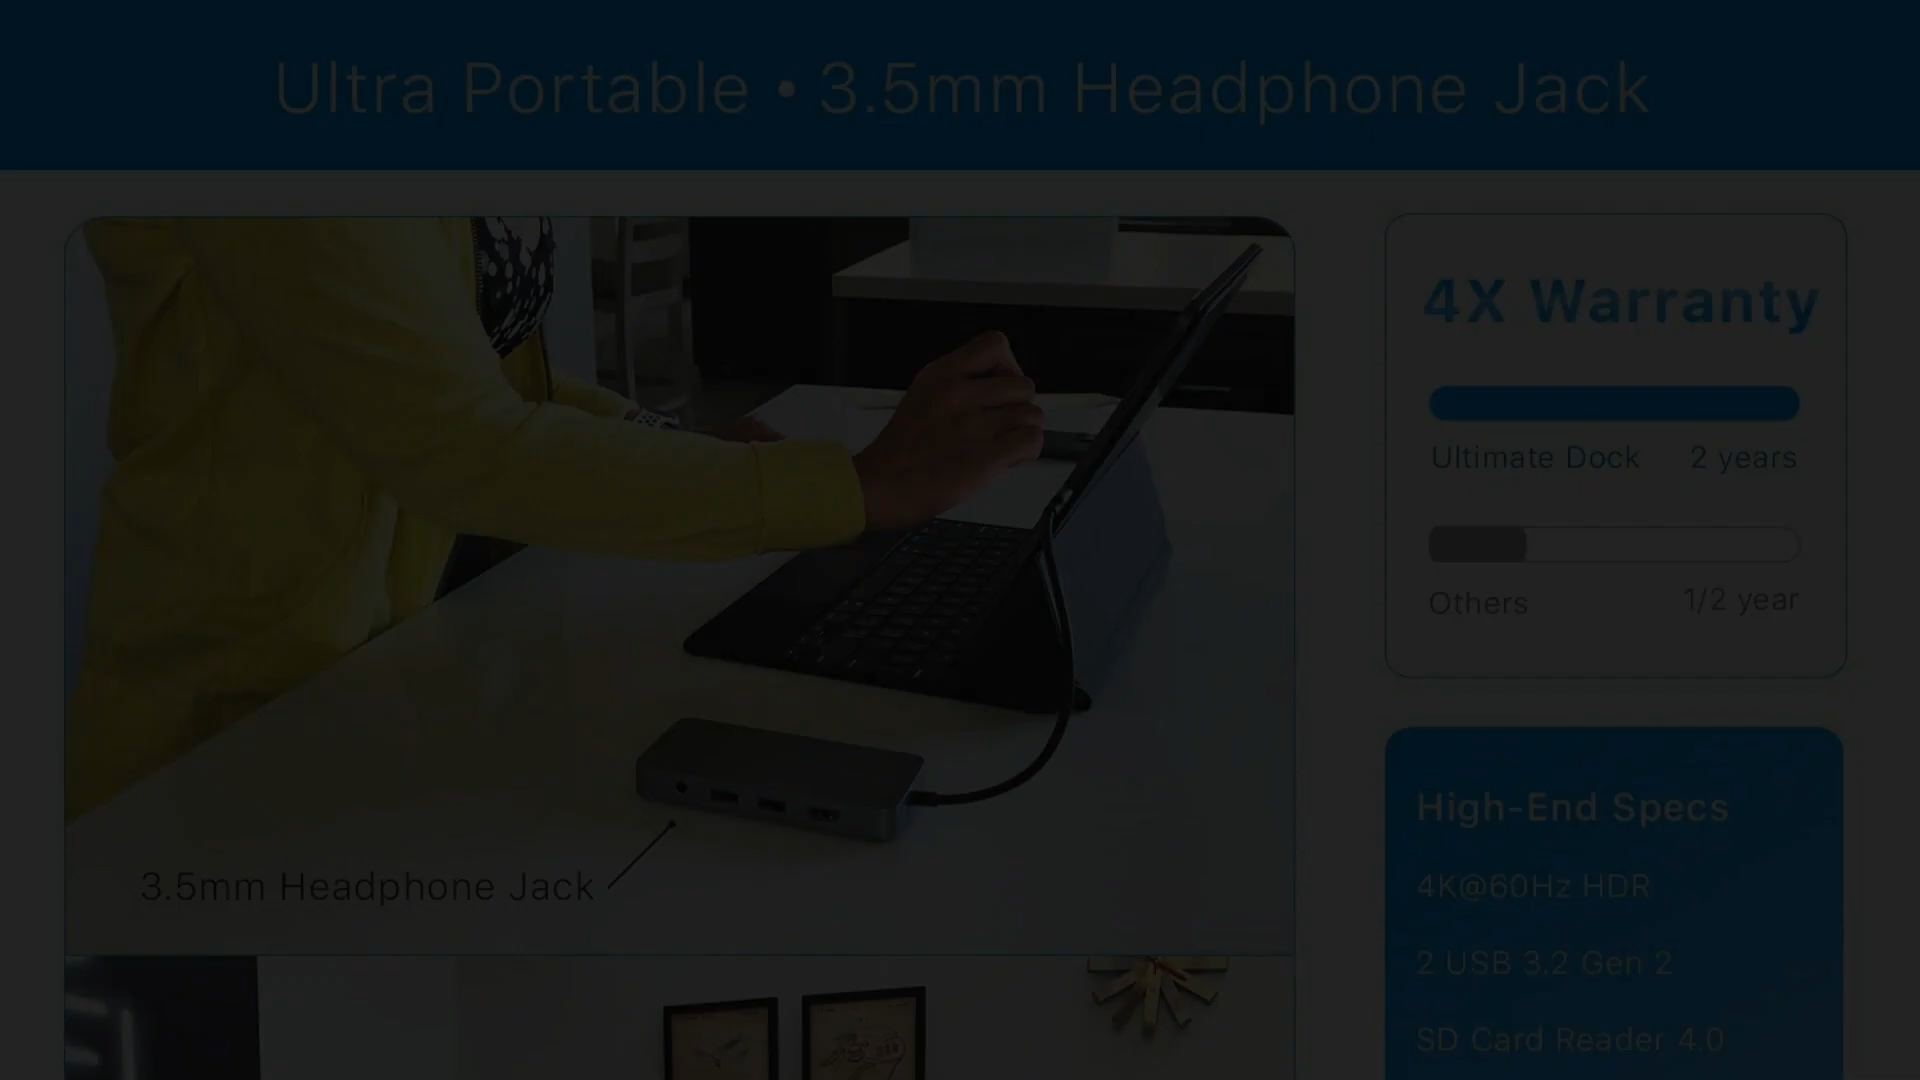 Ultra Portable • 3.5mm Headphone Jack
4X Warranty
Ultimate Dock 2 years
Others 1/2 year
3.5mm Headphone Jack
High-End Specs
4K@60Hz HDR
2 USB 3.2 Gen 2
SD Card Reader 4.0